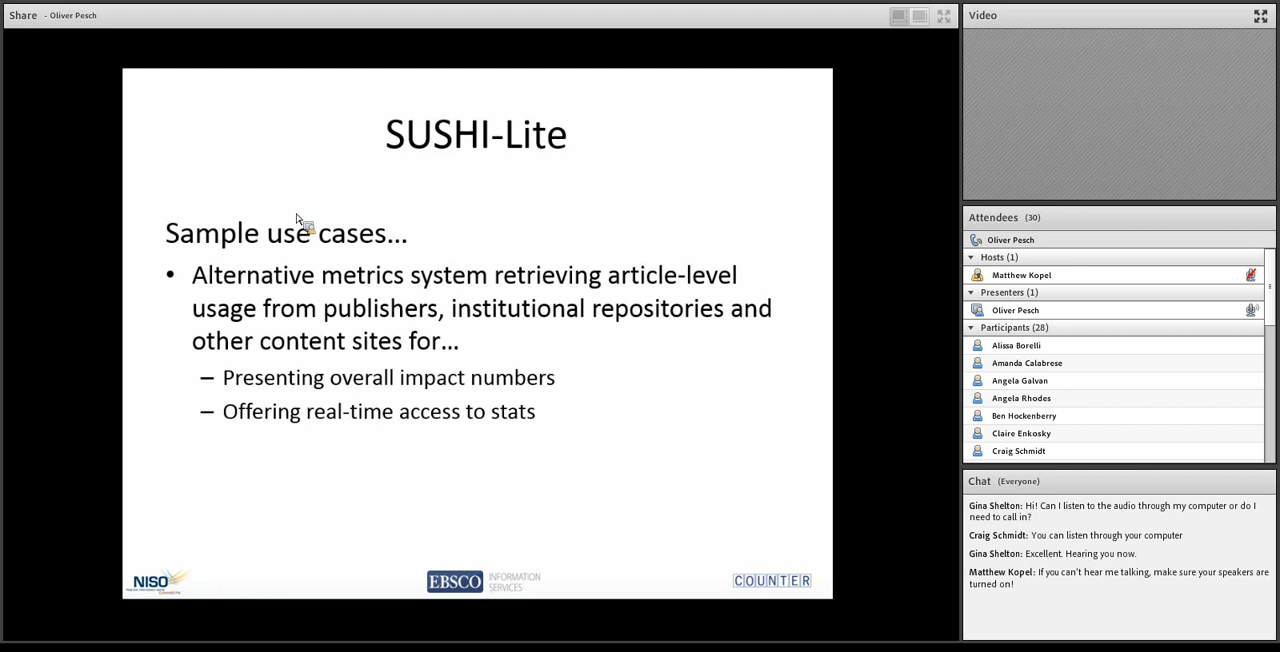 Share - Oliver Pesch
SUSHI-Lite
Sample use cases...
• Alternative metrics system retrieving article-level
usage from publishers, institutional repositories and
other content sites for...
– Presenting overall impact numbers
– Offering real-time access to stats
NISO
EBSCO INFORMATION
SERVICES
COUNTER
Video
Attendees (30)
Oliver Pesch
Hosts (1)
Matthew Kopel
Presenters (1)
Oliver Pesch
Participants (28)
Alissa Borelli
Amanda Calabrese
Angela Galvan
Angela Rhodes
Ben Hockenberry
Claire Enkosky
Craig Schmidt
Chat (Everyone)
Gina Shelton: Hi! Can I listen to the audio through my computer or do I
need to call in?
Craig Schmidt: You can listen through your computer
Gina Shelton: Excellent. Hearing you now.
Matthew Kopel: If you can't hear me talking, make sure your speakers are
turned on!